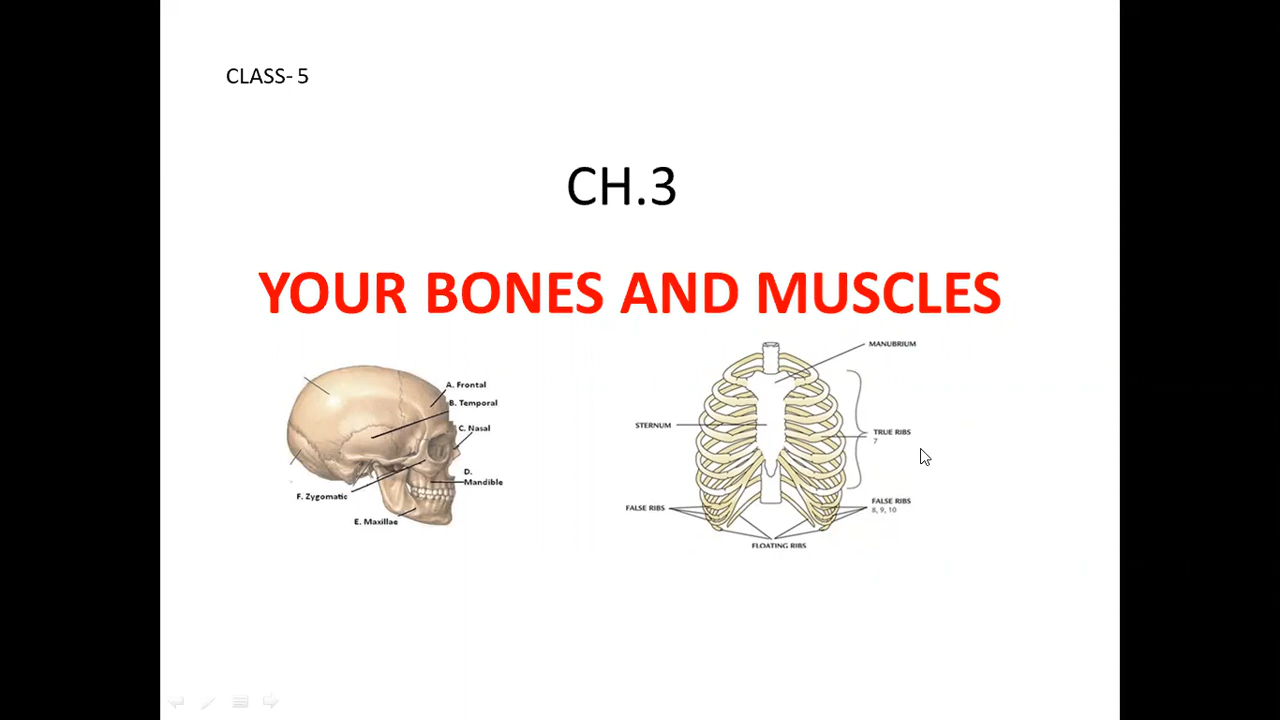 CLASS- 5
CH.3
YOUR BONES AND MUSCLES
A. Frontal
B. Temporal
C. Nasal
D.
Mandible
F. Zygomatic
E. Maxillae
MANUBRIUM
STERNUM
TRUE RIBS
7
FALSE RIBS
FALSE RIBS
8, 9, 10
FLOATING RIBS